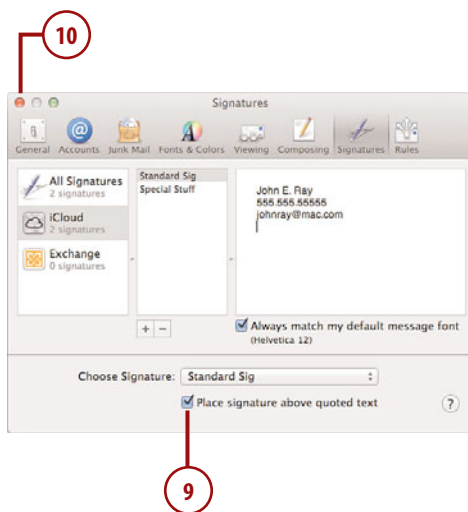 10
Signatures
General Accounts Junk Mail Fonts & Colors Viewing Composing Signatures Rules
All Signatures
2 signatures
iCloud
2 signatures
Exchange
0 signatures
Standard Sig
Special Stuff
John E. Ray
555.555.55555
johnray@mac.com
+ −
Always match my default message font
(Helvetica 12)
Choose Signature: Standard Sig
Place signature above quoted text
?
9